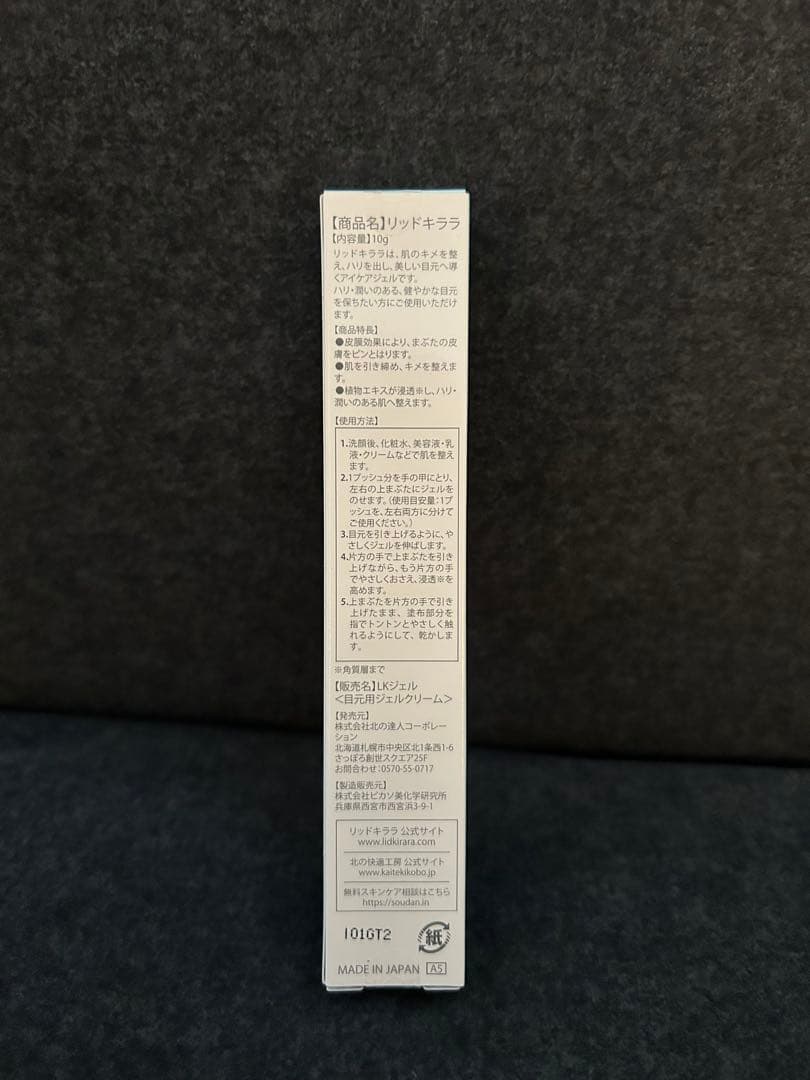 【商品名】リッドキララ
【内容量】10g
リッドキララは、肌のキメを整
え、ハリを出し、美しい目元へ導
くアイケアジェルです。
ハリ・潤いのある、健やかな目元
を保ちたい方にご使用いただけ
ます。
【商品特長】
●皮膜効果により、まぶたの皮
膚をピンとはります。
●肌を引き締め、キメを整えま
す。
●植物エキスが浸透※し、ハリ・
潤いのある肌へ整えます。
【使用方法】
1.洗顔後、化粧水、美容液・乳
液・クリームなどで肌を整え
ます。
2.1プッシュ分を手の甲にとり、
左右の上まぶたにジェルを
のせます。(使用目安量:1プ
ッシュを、左右両方に分けて
ご使用ください。)
3.目元を引き上げるように、や
さしくジェルを伸ばします。
4.片方の手で上まぶたを引き
上げながら、もう片方の手
でやさしくおさえ、浸透※を
高めます。
5.上まぶたを片方の手で引き
上げたまま、塗布部分を
指でトントンとやさしく触
れるようにして、乾かしま
す。
※角質層まで
【販売名】LKジェル
<目元用ジェルクリーム>
【発売元】
株式会社北の達人コーポレー
ション
北海道札幌市中央区北1条西1-6
さっぽろ創世スクエア25F
お問合わせ:0570-55-0717
【製造販売元】
株式会社ピカソ美化学研究所
兵庫県西宮市西宮浜3-9-1
リッドキララ 公式サイト
www.lidkirara.com
北の快適工房 公式サイト
www.kaitekikobo.jp
無料スキンケア相談はこちら
https://soudan.in
101GT2
紙
MADE IN JAPAN A5